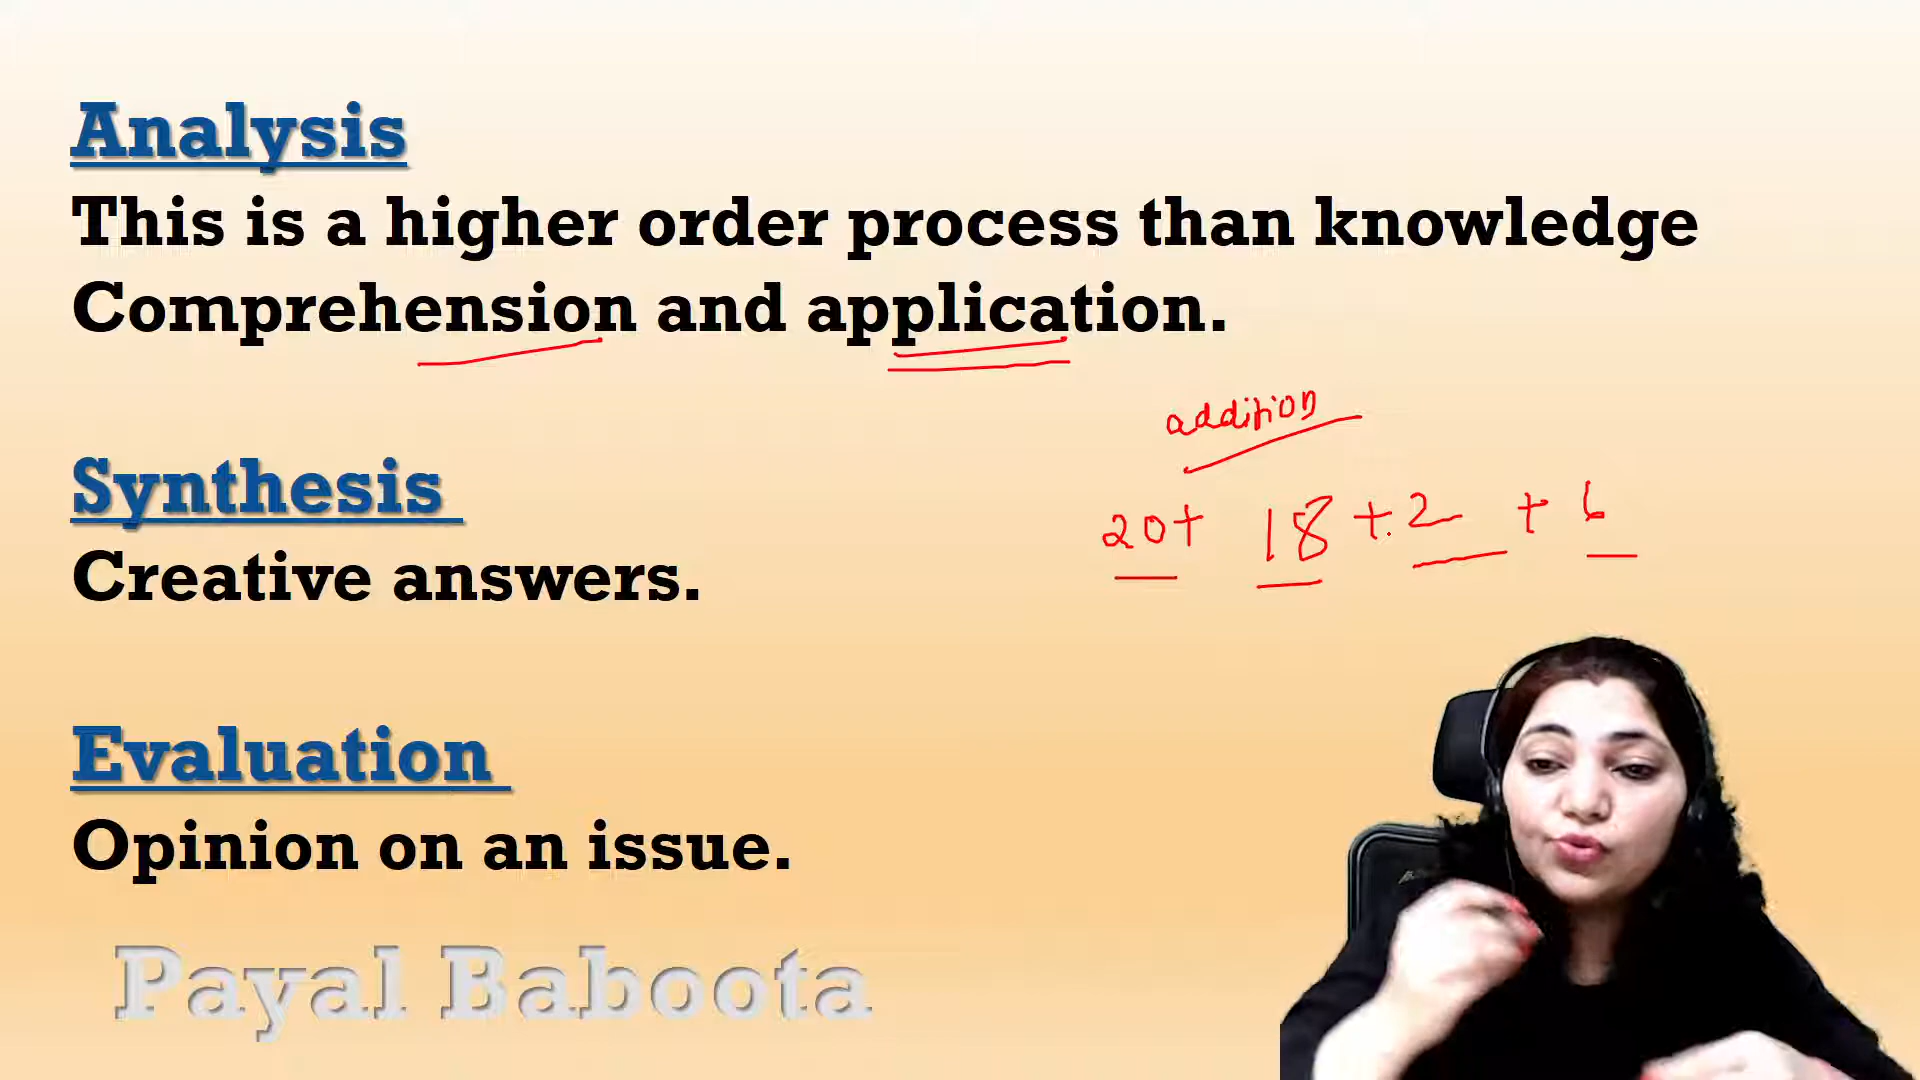 Analysis
This is a higher order process than knowledge
Comprehension and application.
addition
Synthesis
20+ 18 + 2 + 6
Creative answers.
Evaluation
Opinion on an issue.
Payal Baboota